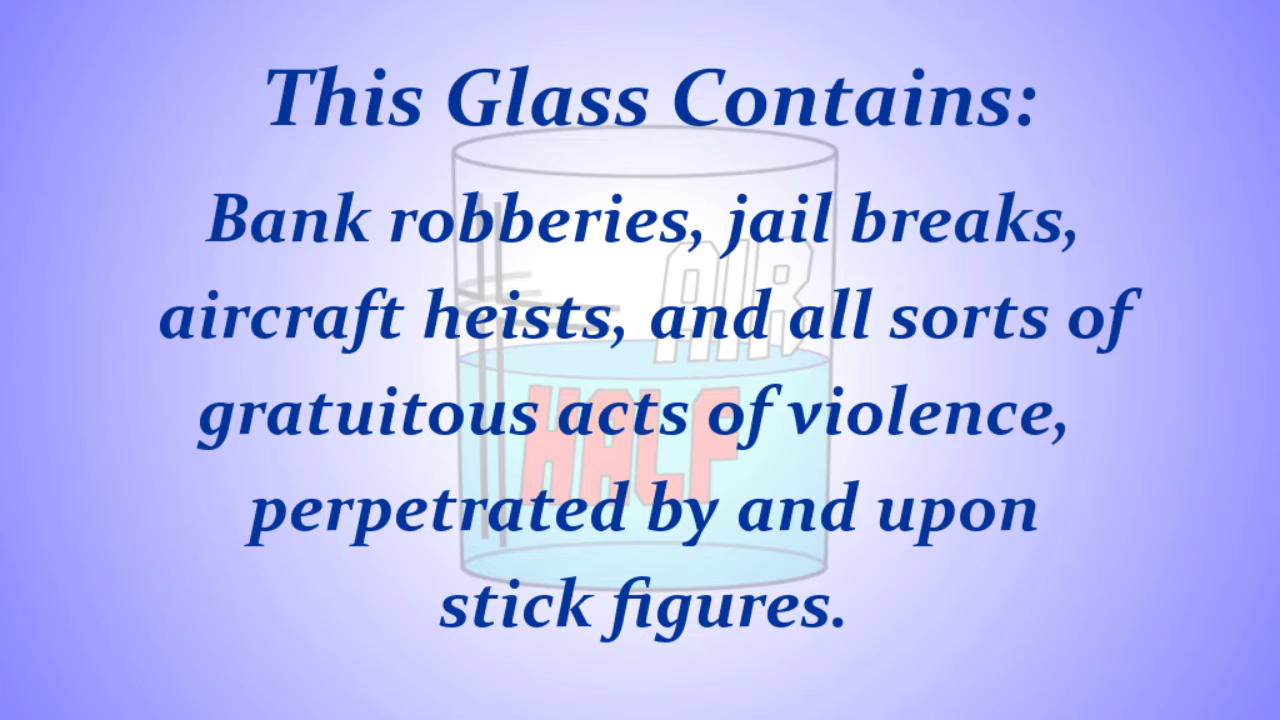 This Glass Contains:
Bank robberies, jail breaks,
aircraft heists, and all sorts of
gratuitous acts of violence,
perpetrated by and upon
stick figures.
AIR
HALF